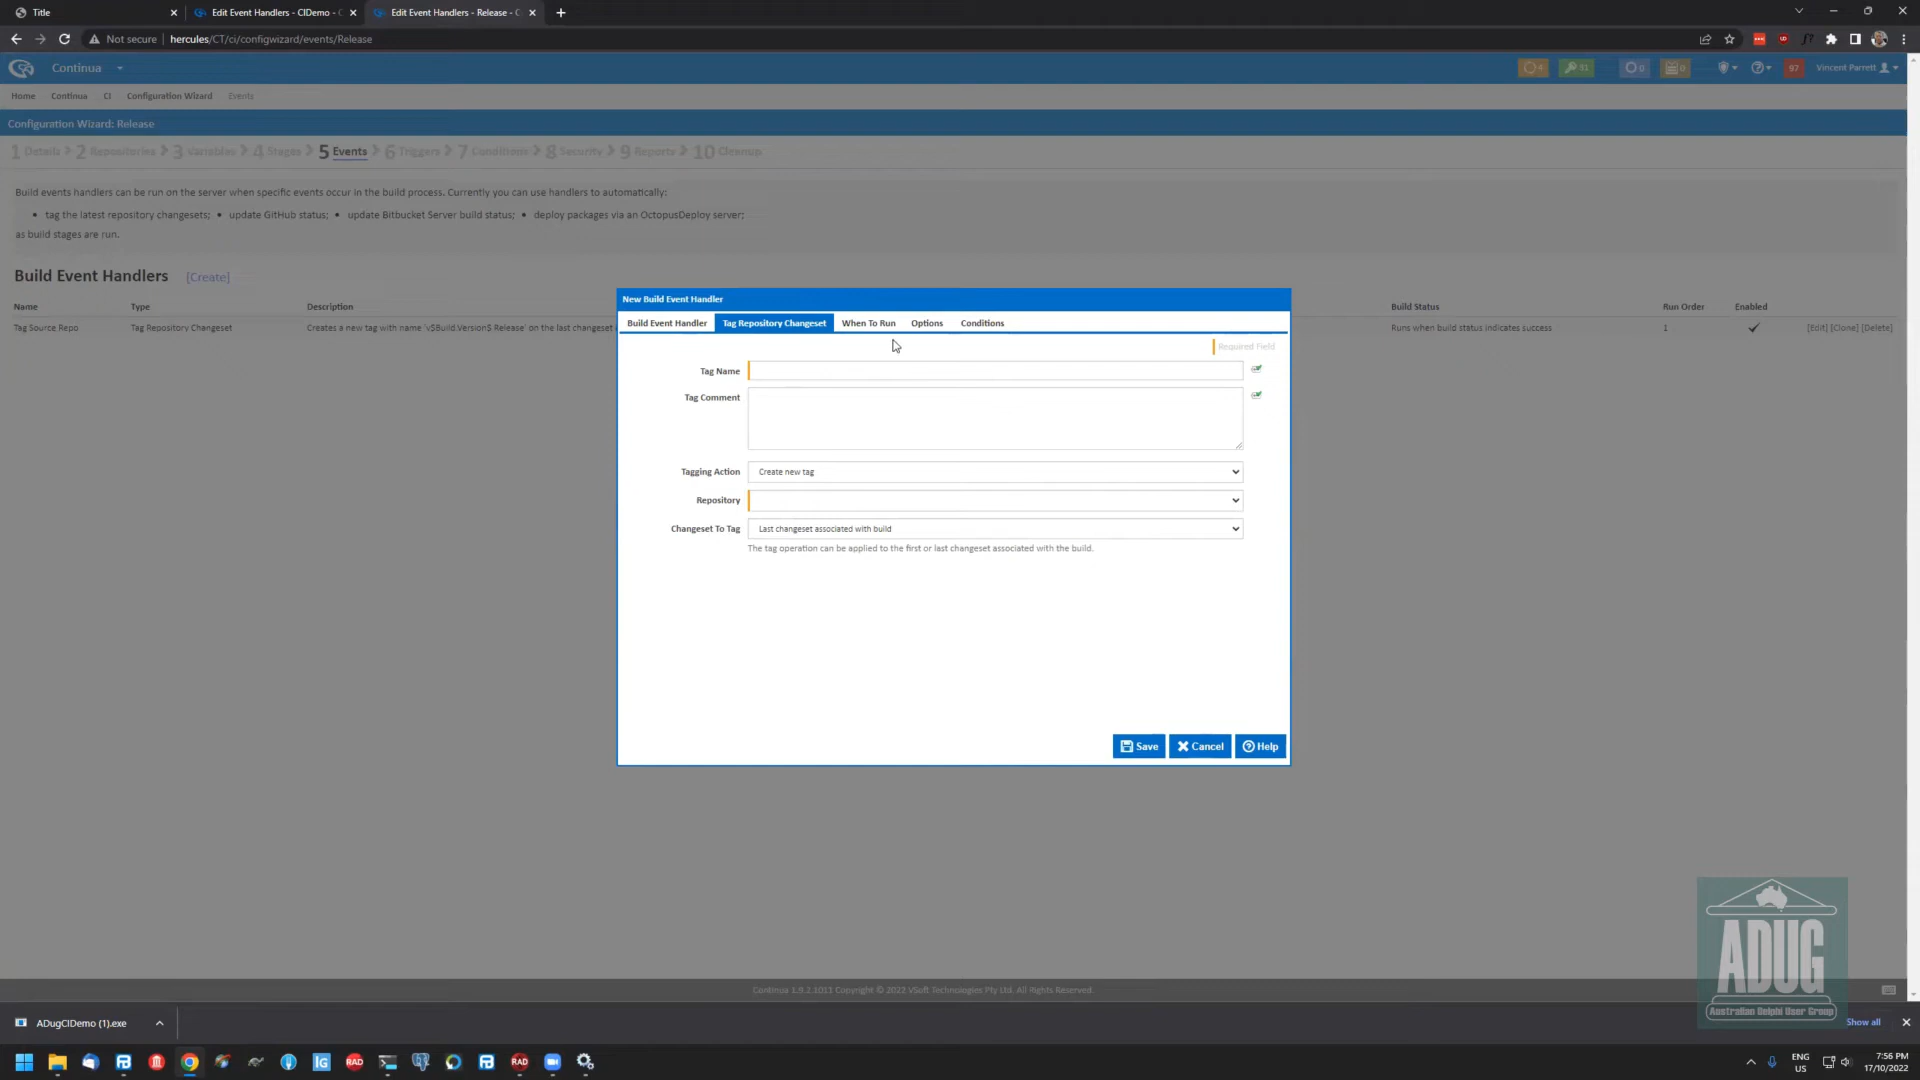 Title
Edit Event Handlers - CIDemo - C
Edit Event Handlers - Release - C
Not secure
hercules/CT/ci/configwizard/events/Release
Continua
4
41
0
0
97
Vincent Parrett
Home
Continua
CI
Configuration Wizard
Events
Configuration Wizard: Release
1 Details
2 Repositories
3 Variables
4 Stages
5 Events
6 Triggers
7 Conditions
8 Security
9 Reports
10 Cleanup
Build events handlers can be run on the server when specific events occur in the build process. Currently you can use handlers to automatically:
• tag the latest repository changesets; • update GitHub status; • update Bitbucket Server build status; • deploy packages via an OctopusDeploy server;
as build stages are run.
Build Event Handlers [Create]
Name Type Description Build Status Run Order Enabled
Tag Source Repo Tag Repository Changeset Creates a new tag with name 'v$Build.Version$ Release' on the last changeset Runs when build status indicates success 1 [Edit] [Clone] [Delete]
New Build Event Handler
Build Event Handler Tag Repository Changeset When To Run Options Conditions
Required Field
Tag Name
Tag Comment
Tagging Action Create new tag
Repository
Changeset To Tag Last changeset associated with build
The tag operation can be applied to the first or last changeset associated with the build.
Save Cancel Help
Continua 1.9.2.1011 Copyright © 2022 VSoft Technologies Pty Ltd. All Rights Reserved.
ADUG
Australian Delphi User Group
ADugCIDemo (1).exe
Show all
IG
RAD
RAD
ENG
US
7:56 PM
17/10/2022